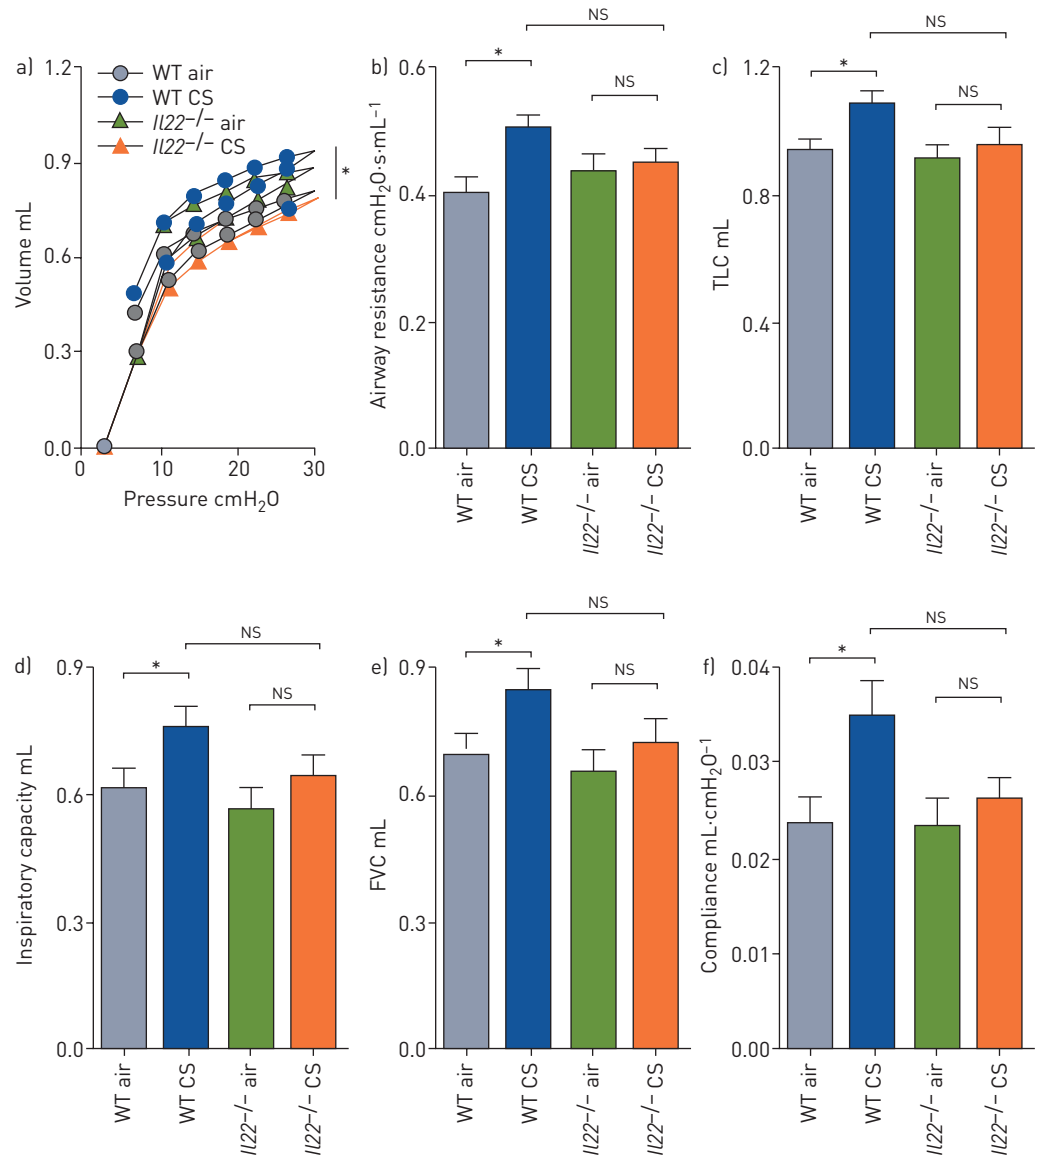 a)
WT air
WT CS
Il22−/− air
Il22−/− CS
*
1.2
0.9
0.6
0.3
0.0
0
10
20
30
Volume mL
Pressure cmH2O
b)
NS
*
NS
0.6
0.4
0.2
0.0
Airway resistance cmH2O·s·mL−1
WT air
WT CS
Il22−/− air
Il22−/− CS
c)
NS
*
NS
1.2
0.8
0.4
0.0
TLC mL
WT air
WT CS
Il22−/− air
Il22−/− CS
d)
NS
*
NS
0.9
0.6
0.3
0.0
Inspiratory capacity mL
WT air
WT CS
Il22−/− air
Il22−/− CS
e)
NS
*
NS
0.9
0.6
0.3
0.0
FVC mL
WT air
WT CS
Il22−/− air
Il22−/− CS
f)
NS
*
NS
0.04
0.03
0.02
0.01
0.00
Compliance mL·cmH2O−1
WT air
WT CS
Il22−/− air
Il22−/− CS